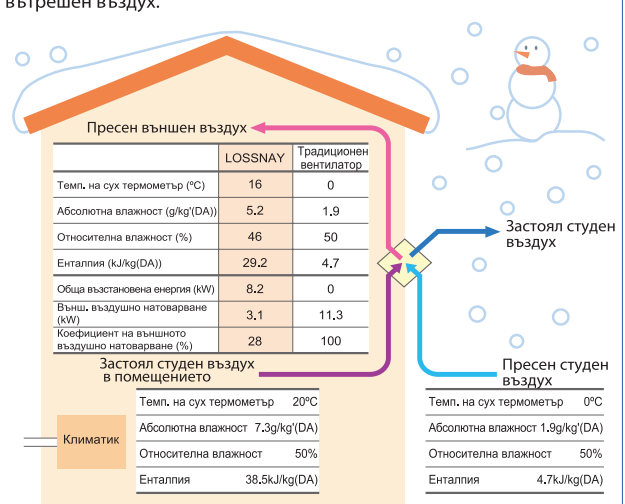 вътрешен въздух.
Пресен външен въздух
LOSSNAY Традиционен вентилатор
Темп. на сух термометър (ºC) 16 0
Абсолютна влажност (g/kg'(DA)) 5.2 1.9
Относителна влажност (%) 46 50
Енталпия (kJ/kg(DA)) 29.2 4.7
Обща възстановена енергия (kW) 8.2 0
Външ. въздушно натоварване (kW) 3.1 11.3
Коефициент на външното въздушно натоварване (%) 28 100
Застоял студен
въздух
Застоял студен въздух
в помещението
Пресен студен
въздух
Климатик
Темп. на сух термометър 20ºC
Абсолютна влажност 7.3g/kg'(DA)
Относителна влажност 50%
Енталпия 38.5kJ/kg(DA)
Темп. на сух термометър 0ºC
Абсолютна влажност 1.9g/kg'(DA)
Относителна влажност 50%
Енталпия 4.7kJ/kg(DA)